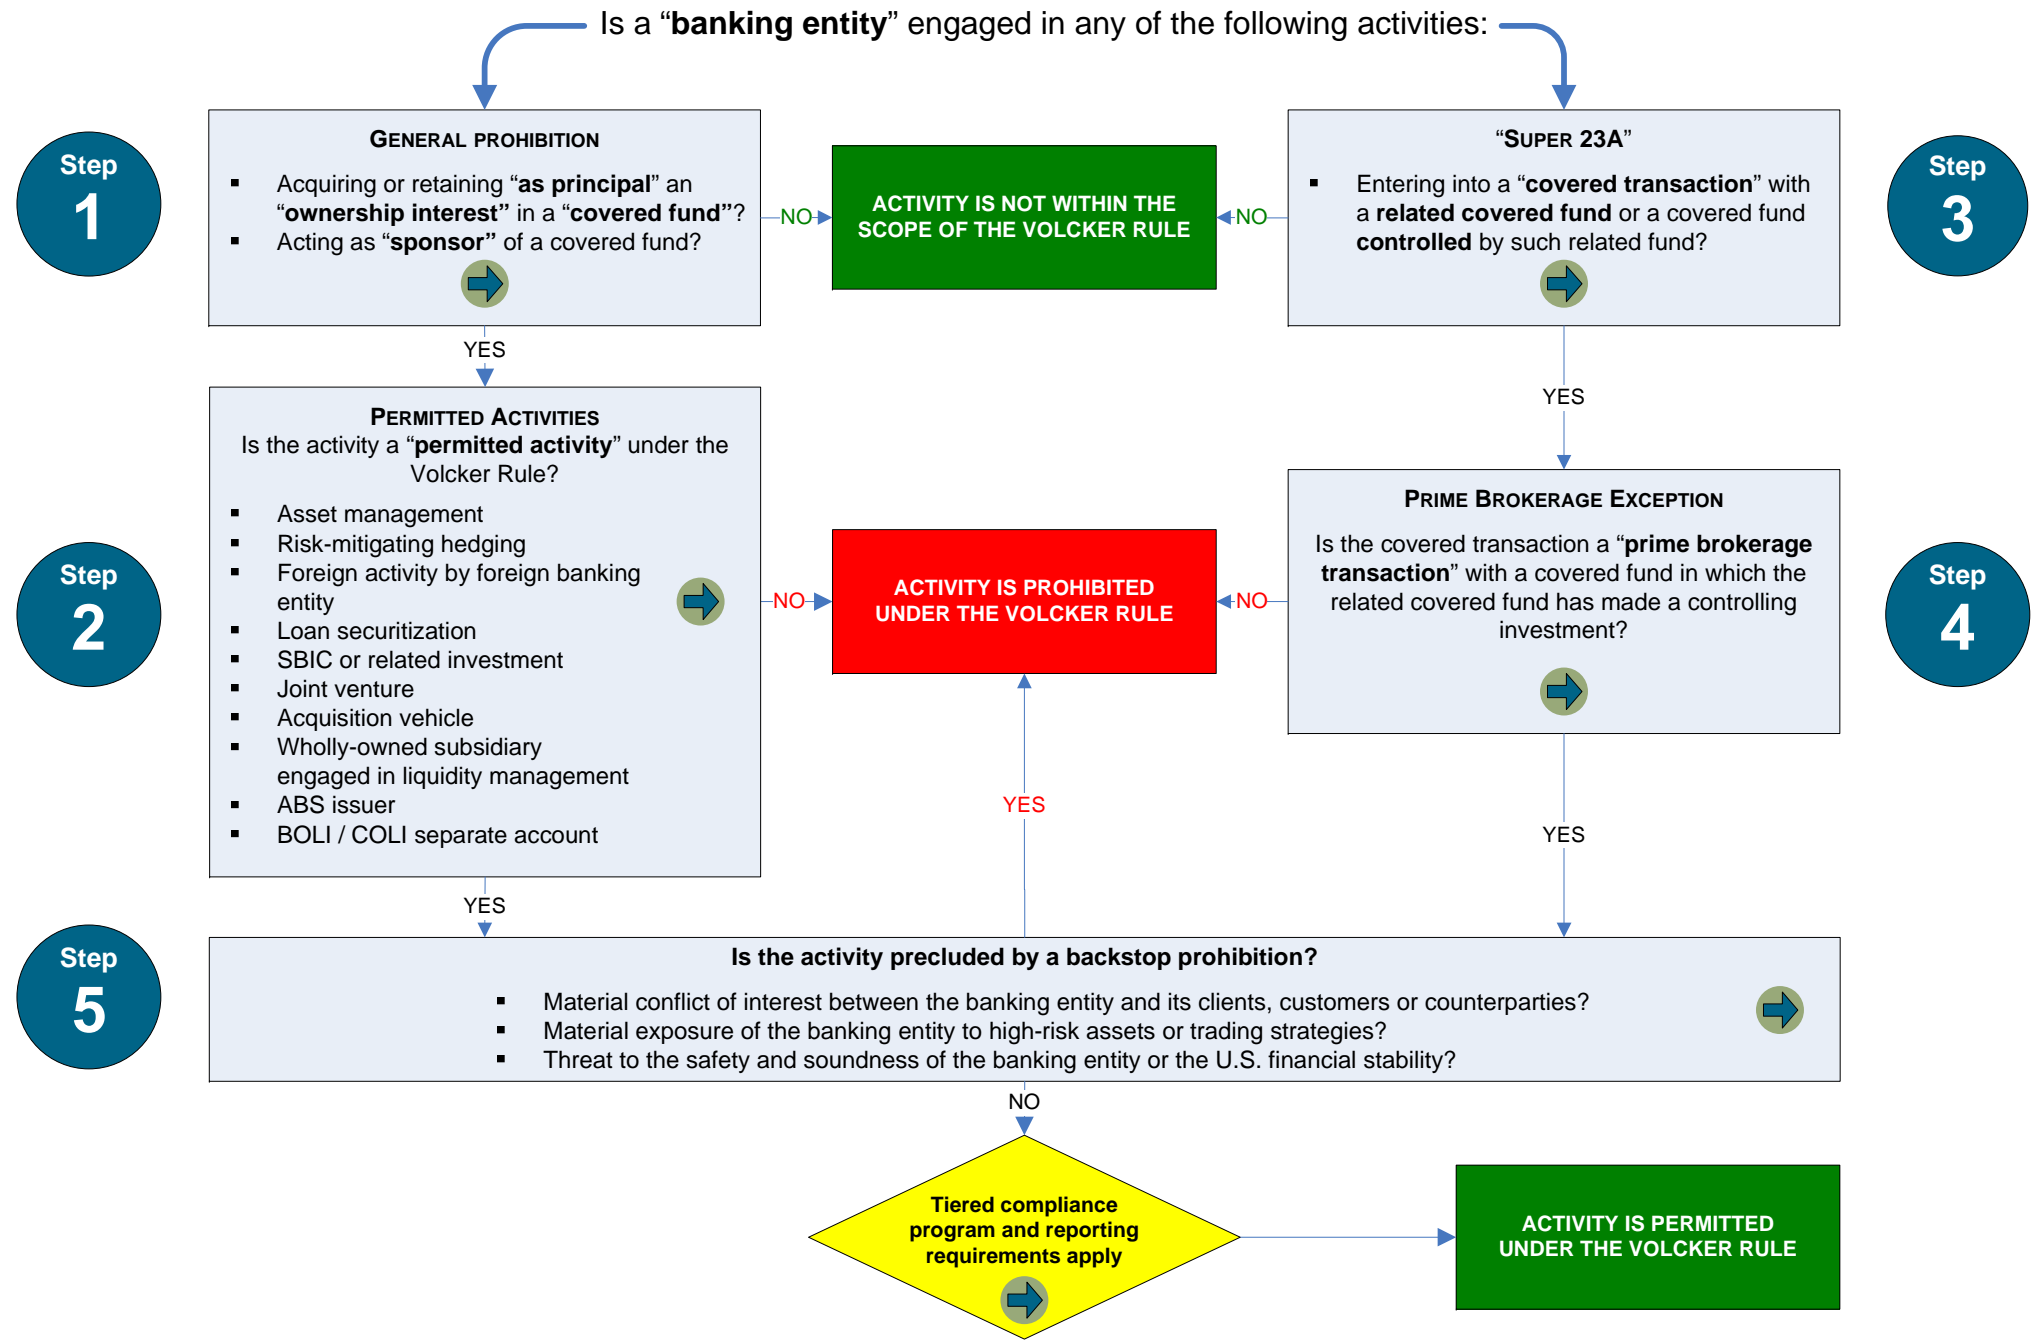 Is a “banking entity” engaged in any of the following activities:
Step
1
GENERAL PROHIBITION
▪ Acquiring or retaining “as principal” an
“ownership interest” in a “covered fund”?
▪ Acting as “sponsor” of a covered fund?
NO
ACTIVITY IS NOT WITHIN THE
SCOPE OF THE VOLCKER RULE
NO
“SUPER 23A”
▪ Entering into a “covered transaction” with
a related covered fund or a covered fund
controlled by such related fund?
Step
3
YES
YES
Step
2
PERMITTED ACTIVITIES
Is the activity a “permitted activity” under the
Volcker Rule?
▪ Asset management
▪ Risk-mitigating hedging
▪ Foreign activity by foreign banking
entity
▪ Loan securitization
▪ SBIC or related investment
▪ Joint venture
▪ Acquisition vehicle
▪ Wholly-owned subsidiary
engaged in liquidity management
▪ ABS issuer
▪ BOLI / COLI separate account
NO
ACTIVITY IS PROHIBITED
UNDER THE VOLCKER RULE
NO
PRIME BROKERAGE EXCEPTION
Is the covered transaction a “prime brokerage
transaction” with a covered fund in which the
related covered fund has made a controlling
investment?
Step
4
YES
YES
YES
Step
5
Is the activity precluded by a backstop prohibition?
▪ Material conflict of interest between the banking entity and its clients, customers or counterparties?
▪ Material exposure of the banking entity to high-risk assets or trading strategies?
▪ Threat to the safety and soundness of the banking entity or the U.S. financial stability?
NO
Tiered compliance
program and reporting
requirements apply
ACTIVITY IS PERMITTED
UNDER THE VOLCKER RULE